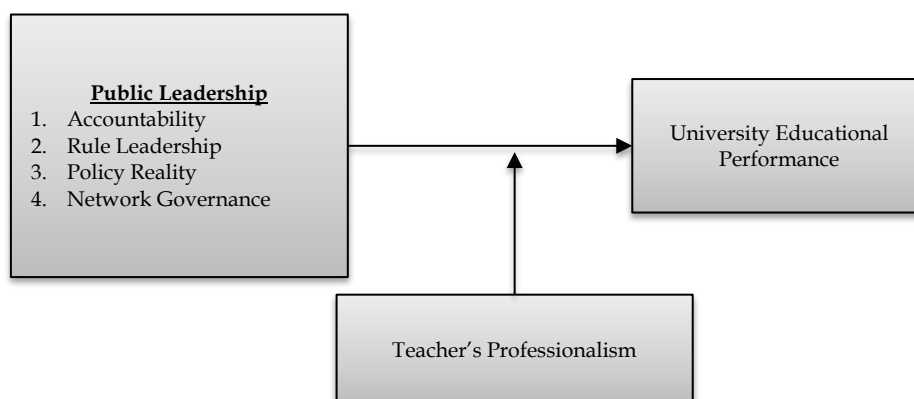 Public Leadership
1. Accountability
2. Rule Leadership
3. Policy Reality
4. Network Governance
University Educational
Performance
Teacher’s Professionalism